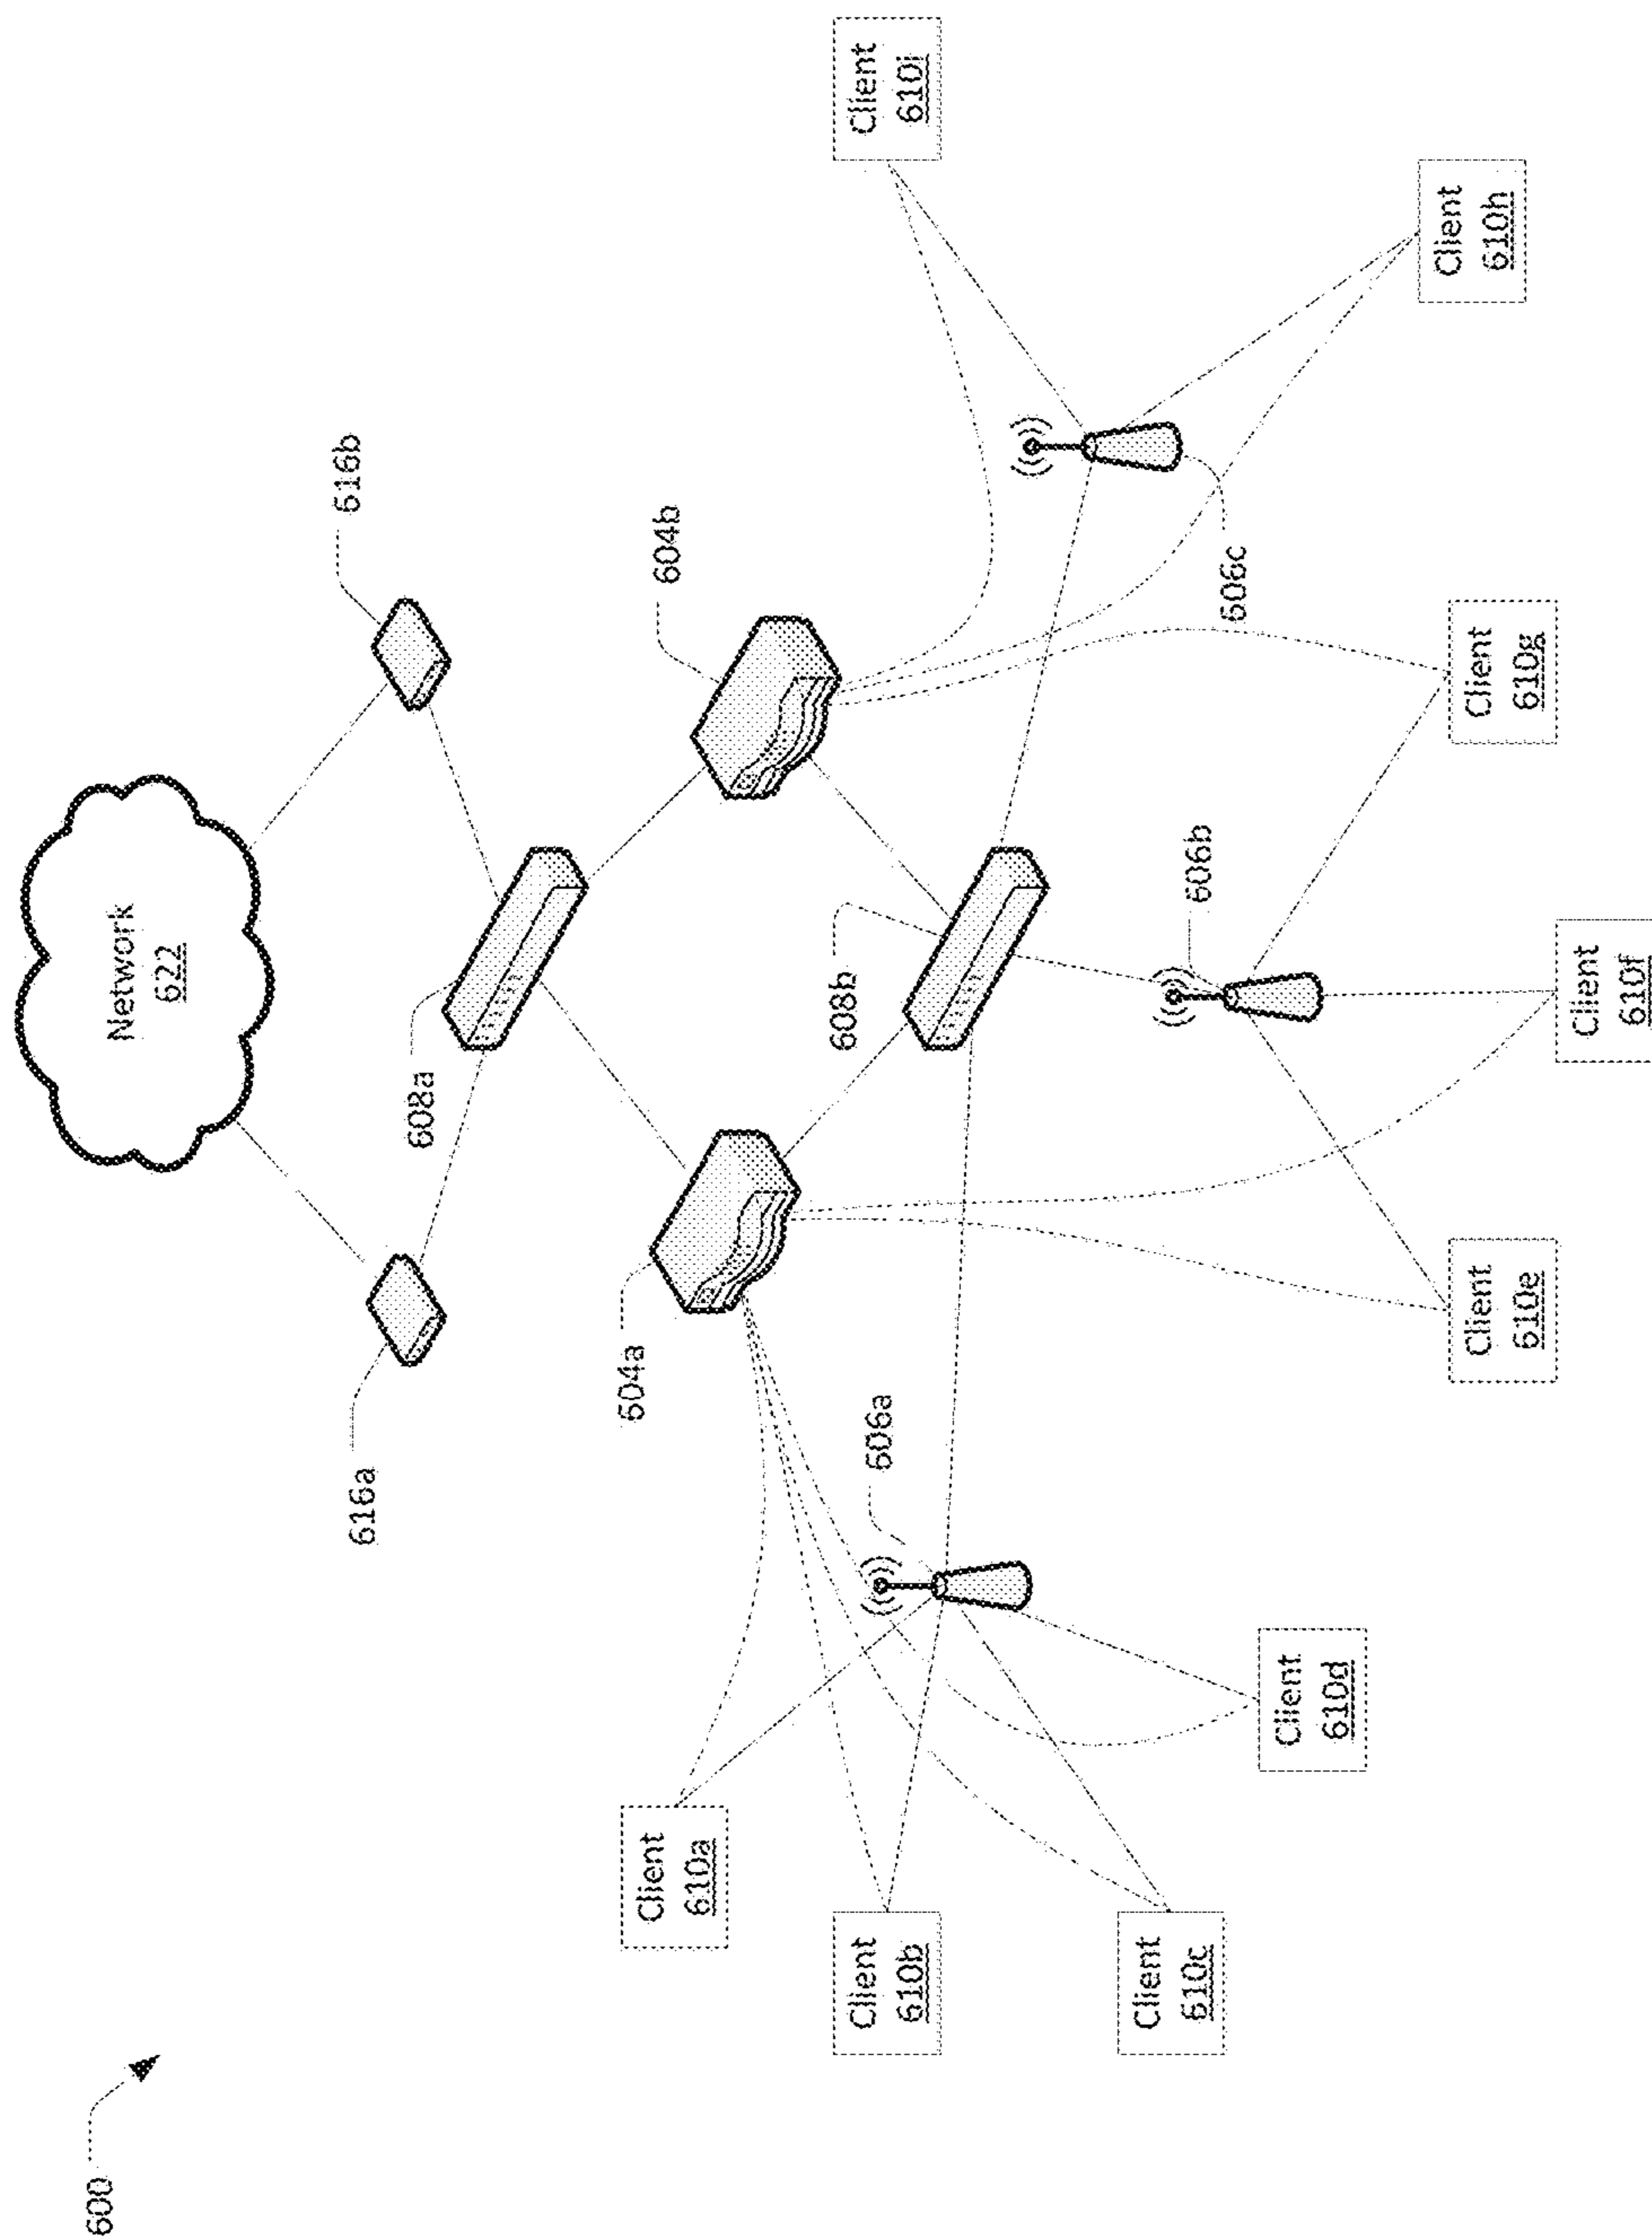 600
Network
622
616a
616b
608a
604a
604b
Client
610a
608b
606a
Client
610b
Client
610i
606b
606c
Client
610c
Client
610d
Client
610e
Client
610g
Client
610h
Client
610f